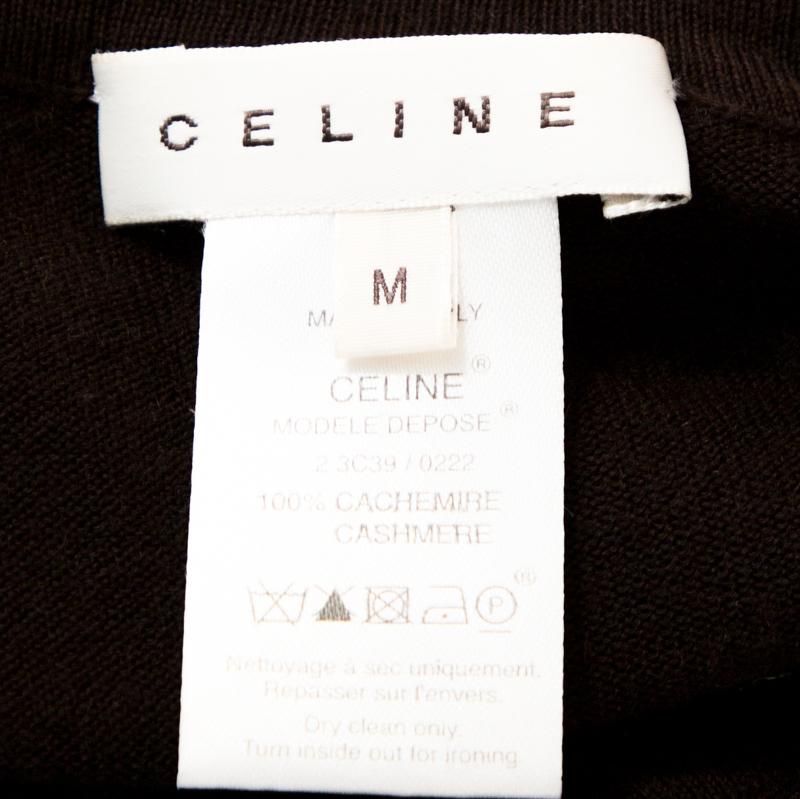 CELINE
M
CELINE®
MODELE DEPOSE®
2 3C39 / 0222
100% CACHEMIRE
CASHMERE
P ®
Nettoyage à sec uniquement.
Repasser sur l'envers.
Dry clean only.
Turn inside out for ironing.